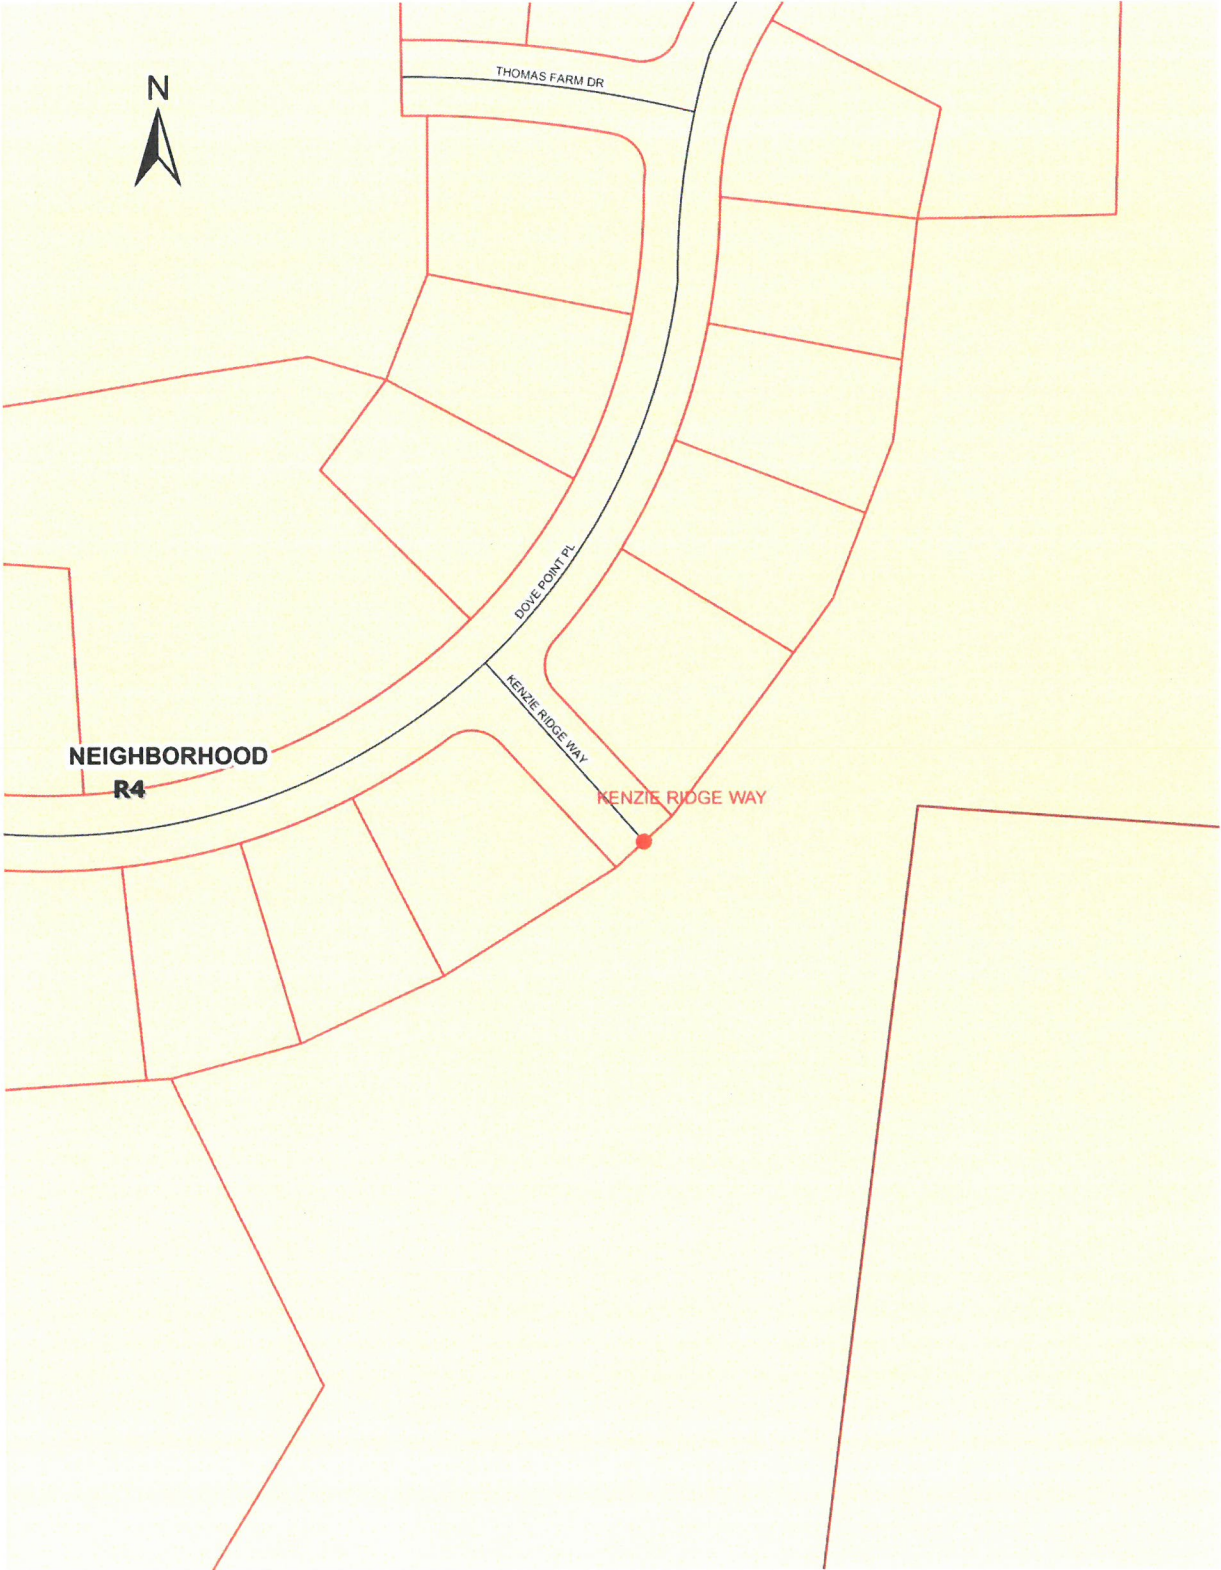 N
THOMAS FARM DR
DOVE POINT PL
KENZIE RIDGE WAY
NEIGHBORHOOD
R4
KENZIE RIDGE WAY